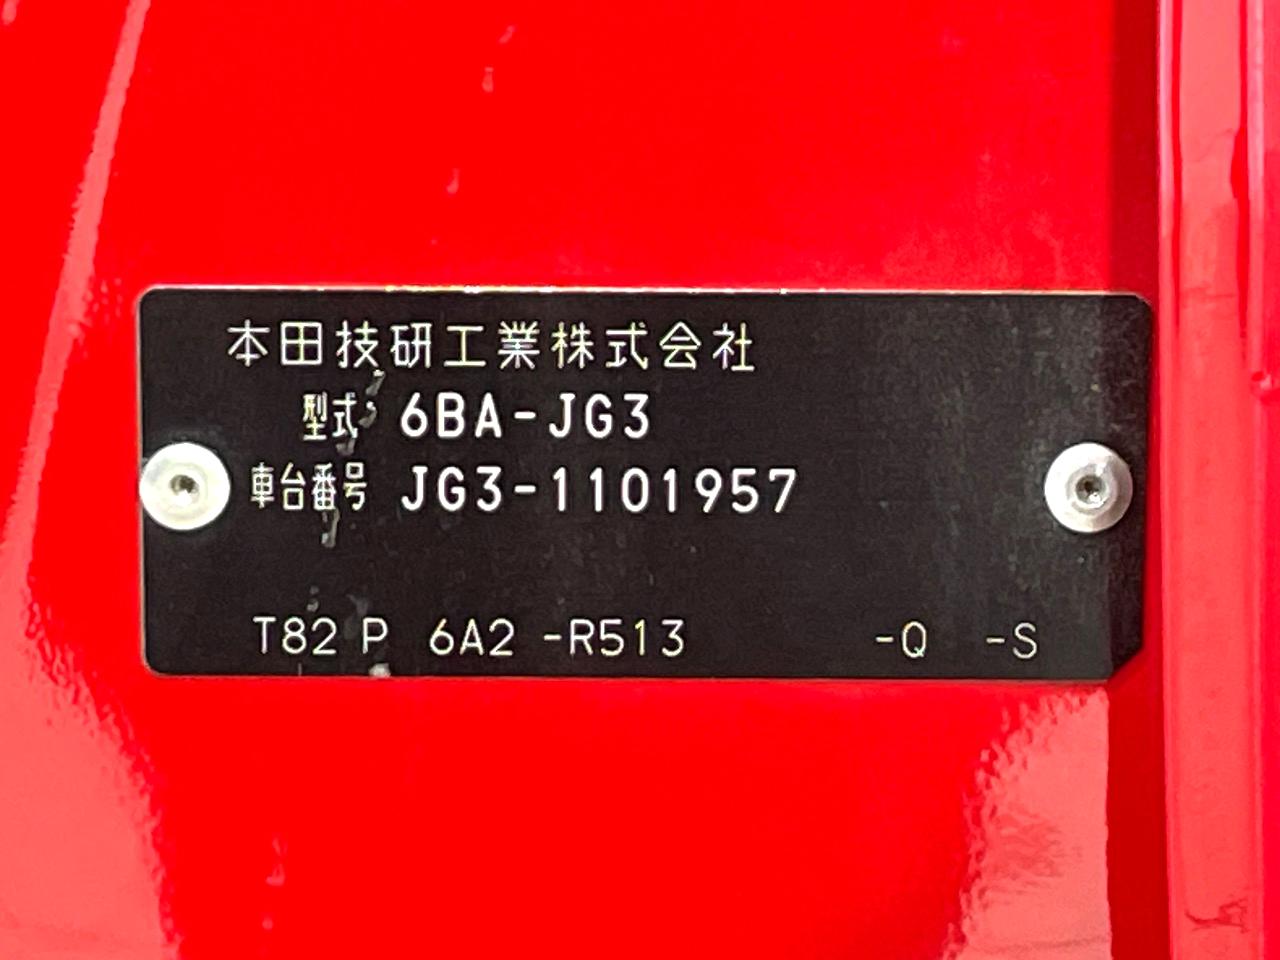 本田技研工業株式会社
型式 6BA-JG3
車台番号 JG3-1101957
T82 P 6A2 -R513 -Q -S